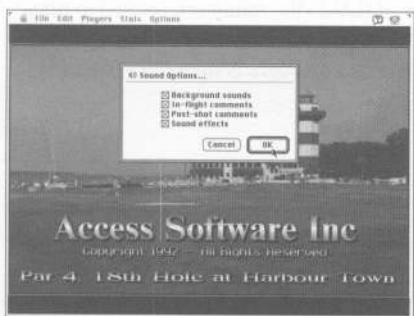 File Edit Players Stats Options
Sound Options...
Background sounds
In-flight comments
Post-shot comments
Sound effects
Cancel OK
Access Software Inc
Copyright 1992 - All Rights Reserved
Par 4, 18th Hole at Harbour Town